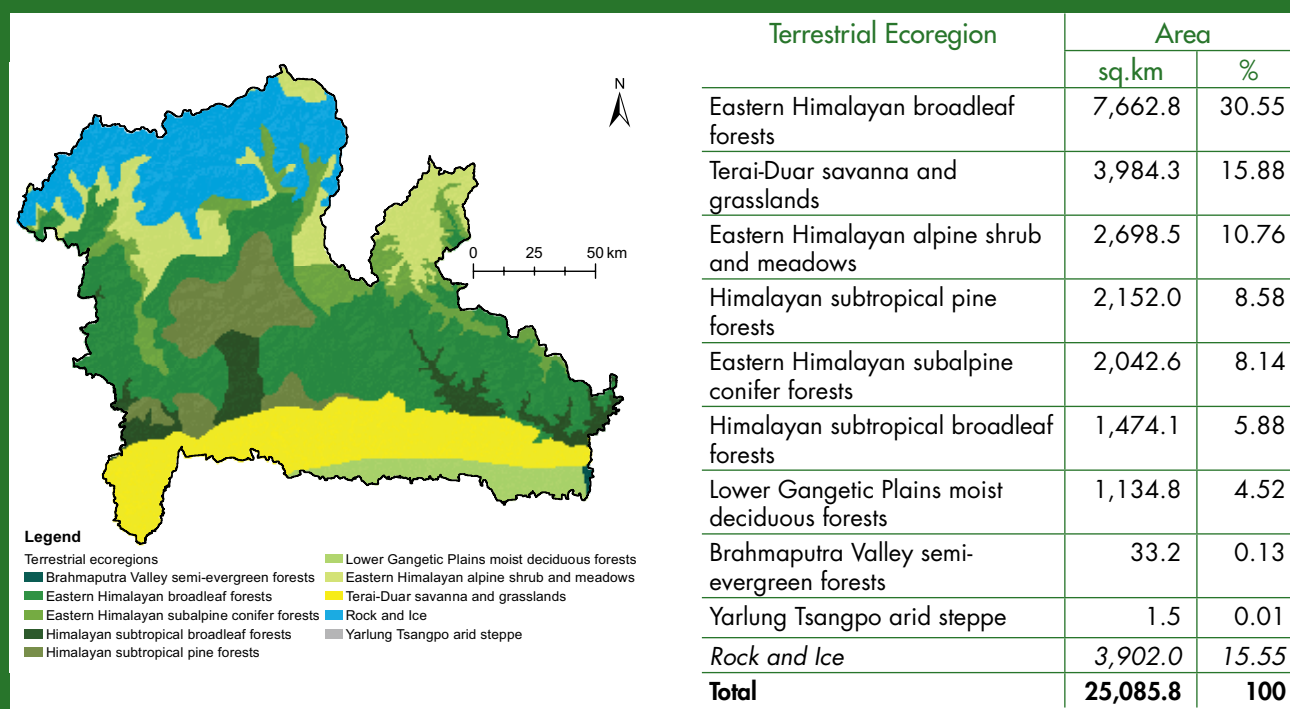 N
0 25 50 km
Legend
Terrestrial ecoregions
Brahmaputra Valley semi-evergreen forests
Eastern Himalayan broadleaf forests
Eastern Himalayan subalpine conifer forests
Himalayan subtropical broadleaf forests
Himalayan subtropical pine forests
Lower Gangetic Plains moist deciduous forests
Eastern Himalayan alpine shrub and meadows
Terai-Duar savanna and grasslands
Rock and Ice
Yarlung Tsangpo arid steppe
Terrestrial Ecoregion Area
sq.km %
Eastern Himalayan broadleaf 7,662.8 30.55
forests
Terai-Duar savanna and 3,984.3 15.88
grasslands
Eastern Himalayan alpine shrub 2,698.5 10.76
and meadows
Himalayan subtropical pine 2,152.0 8.58
forests
Eastern Himalayan subalpine 2,042.6 8.14
conifer forests
Himalayan subtropical broadleaf 1,474.1 5.88
forests
Lower Gangetic Plains moist 1,134.8 4.52
deciduous forests
Brahmaputra Valley semi- 33.2 0.13
evergreen forests
Yarlung Tsangpo arid steppe 1.5 0.01
Rock and Ice 3,902.0 15.55
Total 25,085.8 100